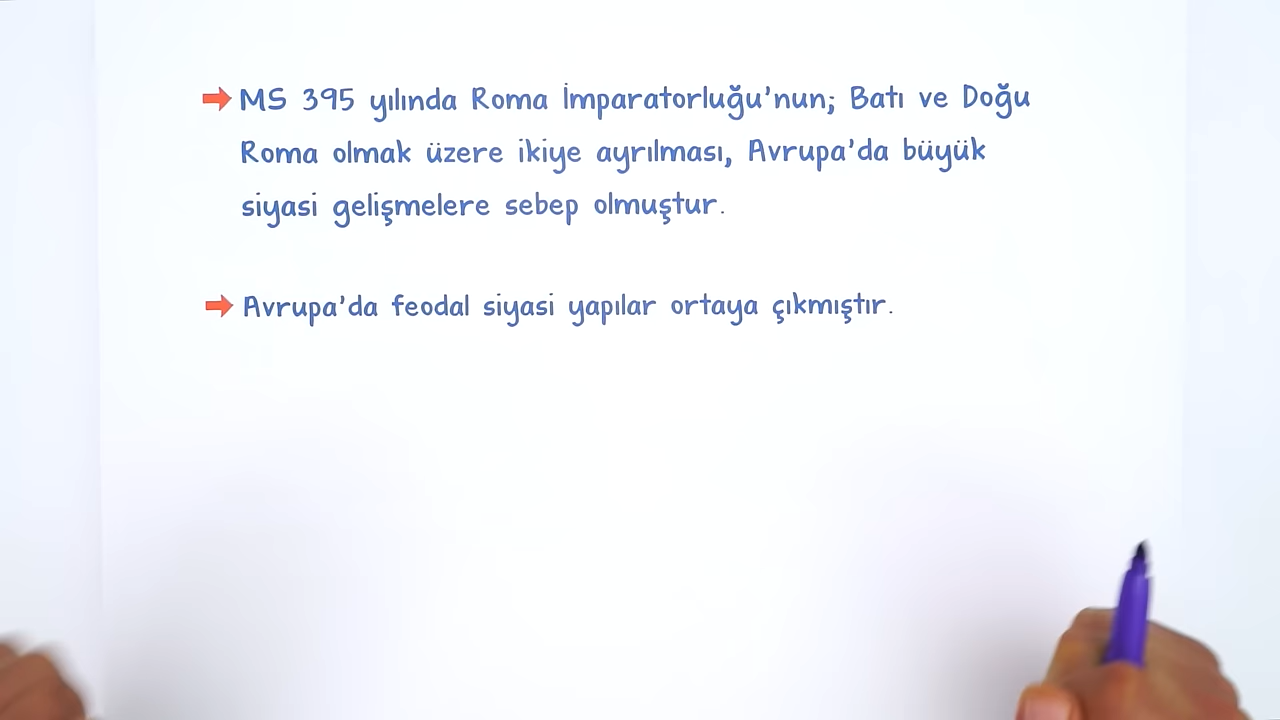 MS 395 yılında Roma İmparatorluğu'nun; Batı ve Doğu
Roma olmak üzere ikiye ayrılması, Avrupa'da büyük
siyasi gelişmelere sebep olmuştur.
Avrupa'da feodal siyasi yapılar ortaya çıkmıştır.